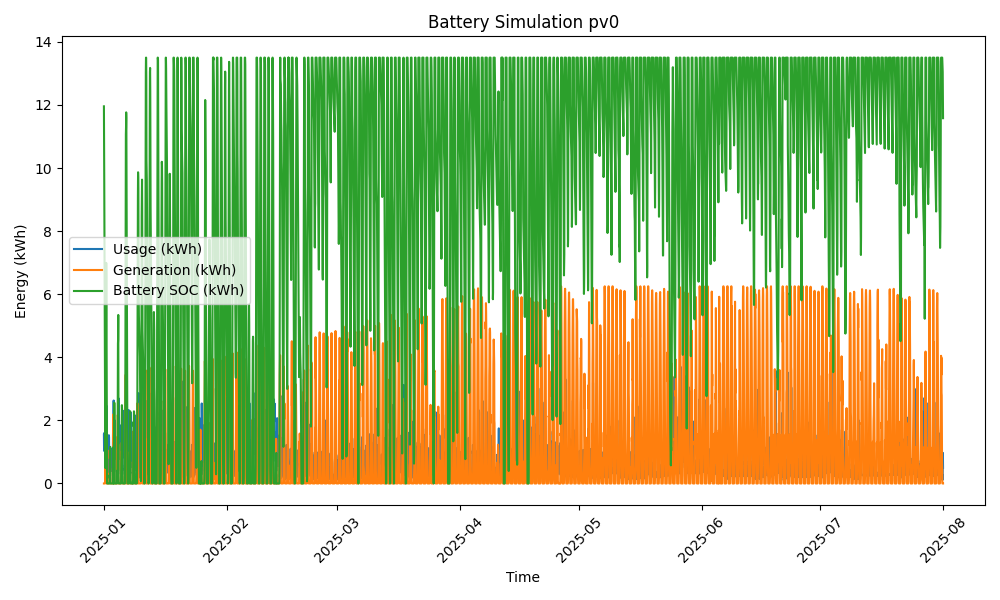 Battery Simulation pv0
Energy (kWh)
14
12
10
8
6
4
2
0
Usage (kWh)
Generation (kWh)
Battery SOC (kWh)
2025-01
2025-02
2025-03
2025-04
2025-05
2025-06
2025-07
2025-08
Time